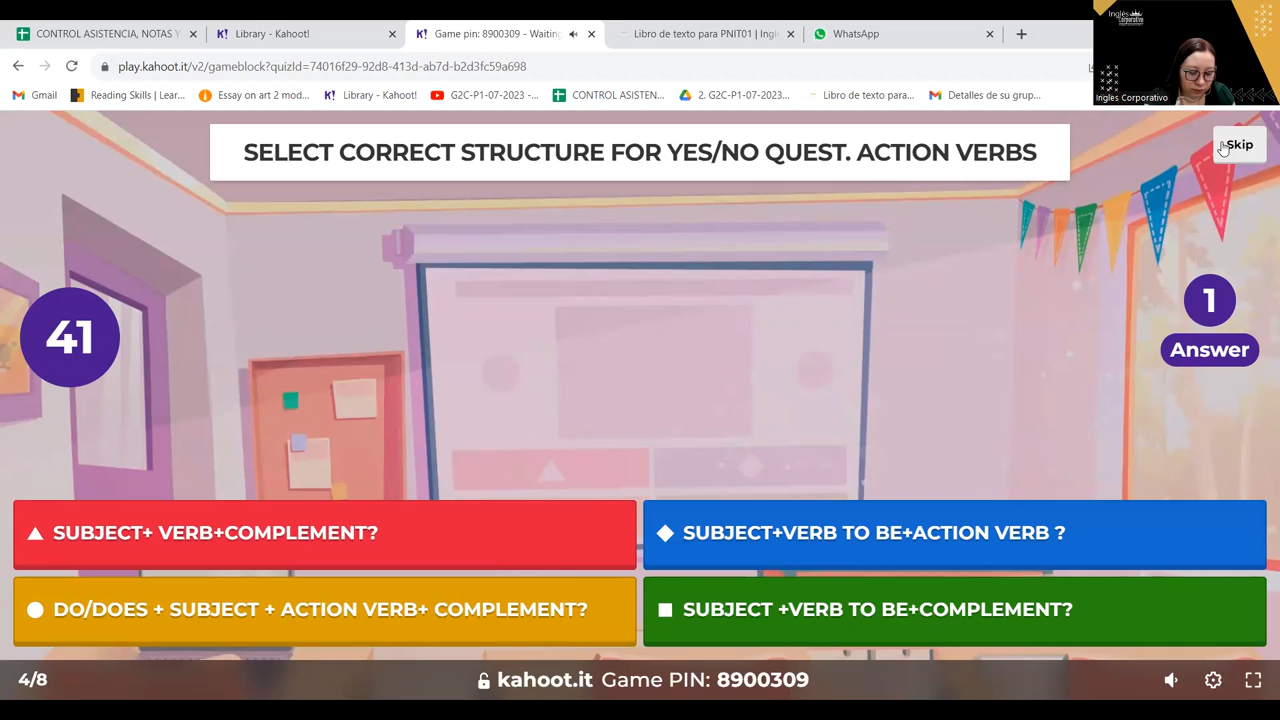 CONTROL ASISTENCIA, NOTAS Y
Library - Kahoot!
Game pin: 8900309 - Waitin
Libro de texto para PNIT01 | Ingl
WhatsApp
play.kahoot.it/v2/gameblock?quizId=74016f29-92d8-413d-ab7d-b2d3fc59a698
Gmail
Reading Skills | Lear...
Essay on art 2 mod...
Library - Kahoot!
G2C-P1-07-2023 -...
CONTROL ASISTEN...
2. G2C-P1-07-2023...
Libro de texto para...
Detalles de su grup...
Inglés
Corporativo
Ingles Corporativo
SELECT CORRECT STRUCTURE FOR YES/NO QUEST. ACTION VERBS
Skip
41
1
Answer
SUBJECT+ VERB+COMPLEMENT?
SUBJECT+VERB TO BE+ACTION VERB ?
DO/DOES + SUBJECT + ACTION VERB+ COMPLEMENT?
SUBJECT +VERB TO BE+COMPLEMENT?
4/8
kahoot.it Game PIN: 8900309